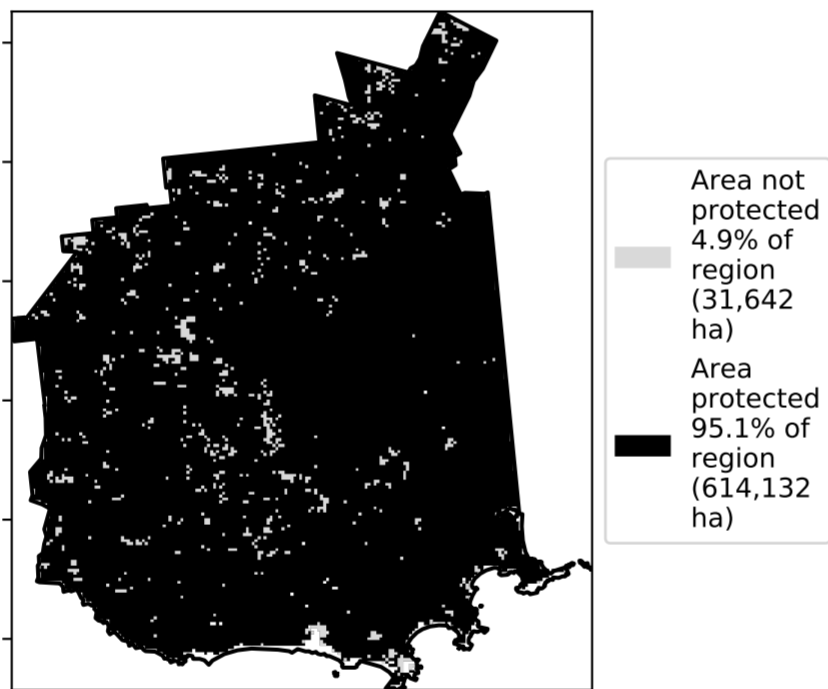 Area not
protected
4.9% of
region
(31,642
ha)
Area
protected
95.1% of
region
(614,132
ha)